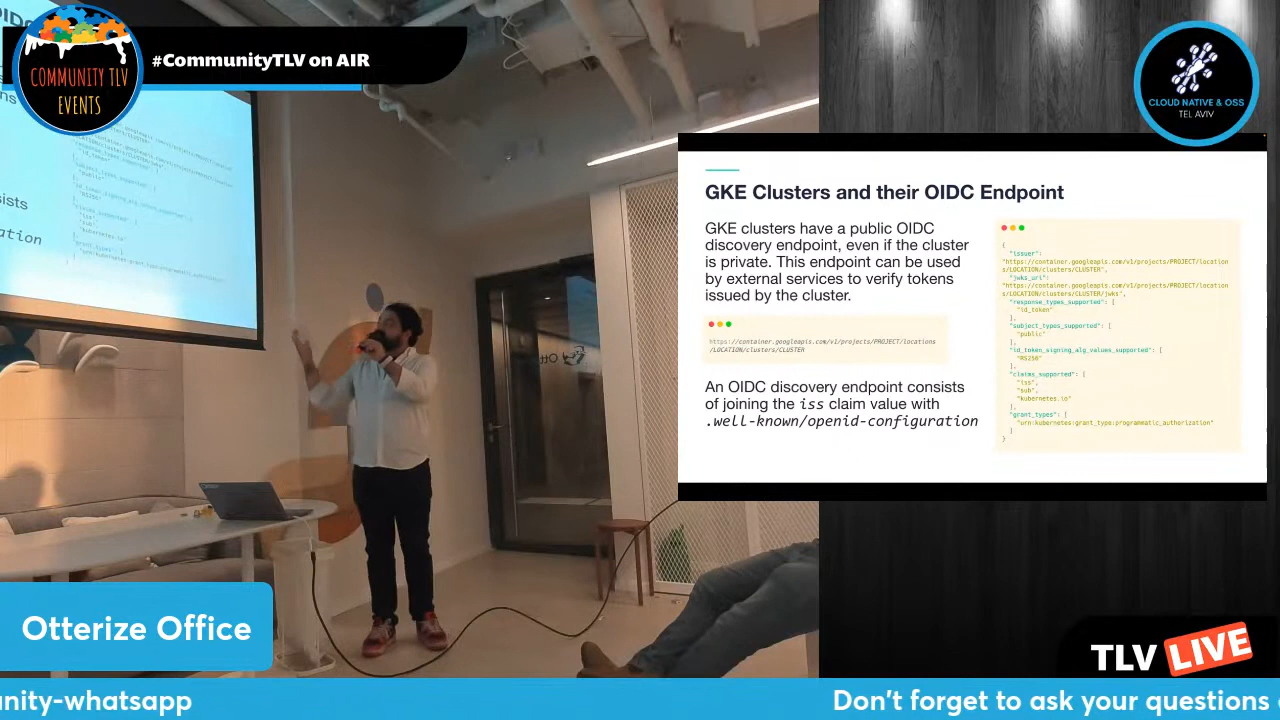 COMMUNITY TLV
EVENTS
#CommunityTLV on AIR
CLOUD NATIVE & OSS
TEL AVIV
GKE Clusters and their OIDC Endpoint
GKE clusters have a public OIDC
discovery endpoint, even if the cluster
is private. This endpoint can be used
by external services to verify tokens
issued by the cluster.
https://container.googleapis.com/v1/projects/PROJECT/locations
/LOCATION/clusters/CLUSTER
An OIDC discovery endpoint consists
of joining the iss claim value with
.well-known/openid-configuration
{
"issuer":
"https://container.googleapis.com/v1/projects/PROJECT/location
s/LOCATION/clusters/CLUSTER",
"jwks_uri":
"https://container.googleapis.com/v1/projects/PROJECT/location
s/LOCATION/clusters/CLUSTER/jwks",
"response_types_supported": [
"id_token"
],
"subject_types_supported": [
"public"
],
"id_token_signing_alg_values_supported": [
"RS256"
],
"claims_supported": [
"iss",
"sub",
"kubernetes.io"
],
"grant_types": [
"urn:kubernetes:grant_type:programmatic_authorization"
]
}
Otterize Office
TLV LIVE
nity-whatsapp
Don't forget to ask your questions